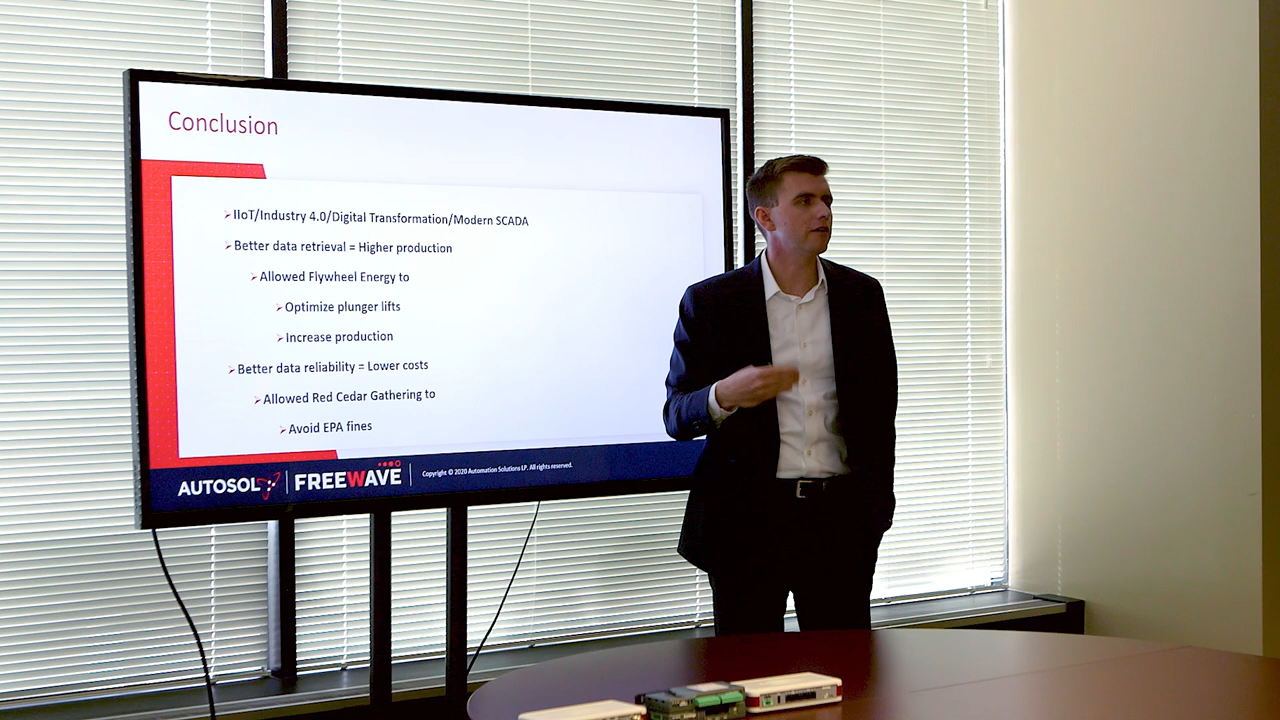 Conclusion
➢IIoT/Industry 4.0/Digital Transformation/Modern SCADA
➢Better data retrieval = Higher production
➢Allowed Flywheel Energy to
➢Optimize plunger lifts
➢Increase production
➢Better data reliability = Lower costs
➢Allowed Red Cedar Gathering to
➢Avoid EPA fines
AUTOSOL FREEWAVE Copyright © 2020 Automation Solutions LP. All rights reserved.